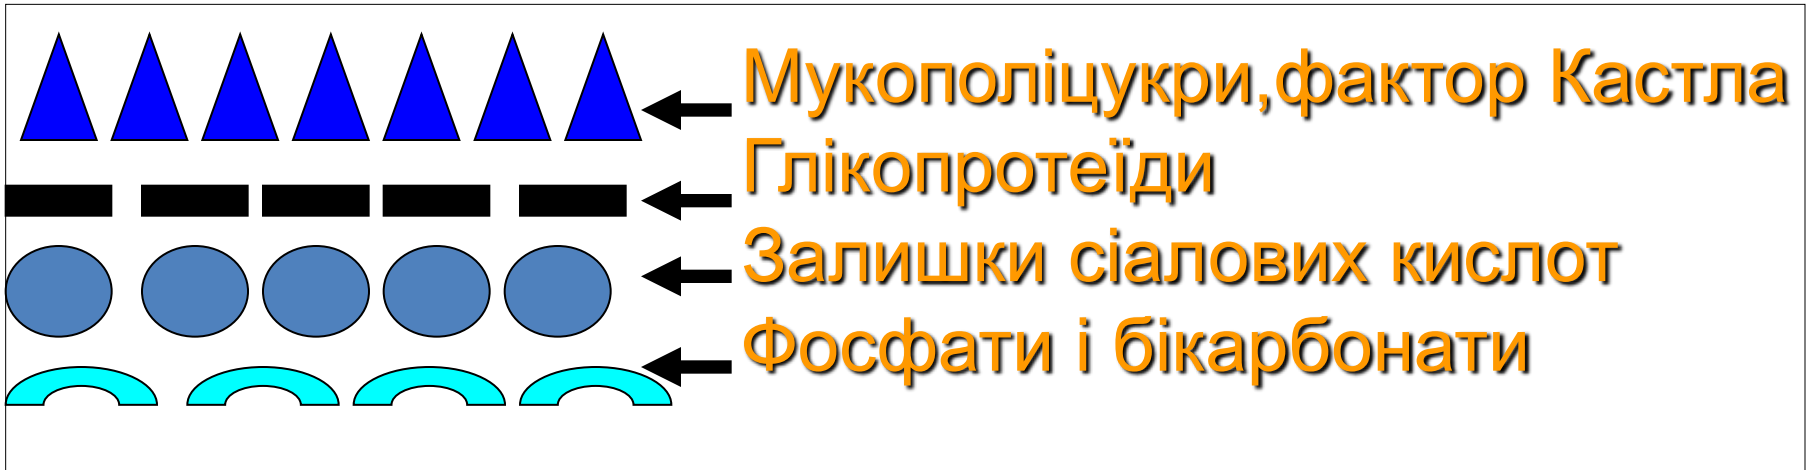 Мукополіцукри,фактор Кастла
Глікопротеїди
Залишки сіалових кислот
Фосфати і бікарбонати